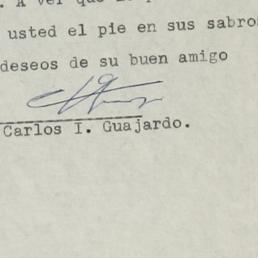 . A ver que
usted el pie en sus sabro
deseos de su buen amigo
Carlos I. Guajardo.